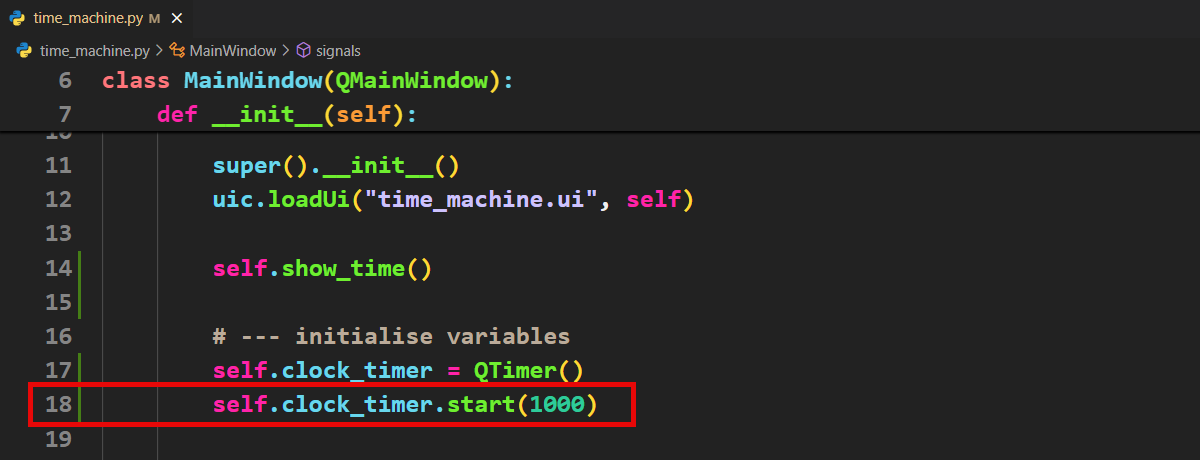 time_machine.py M ×
time_machine.py > MainWindow > signals
6 class MainWindow(QMainWindow):
7 def __init__(self):
10
11 super().__init__()
12 uic.loadUi("time_machine.ui", self)
13
14 self.show_time()
15
16 # --- initialise variables
17 self.clock_timer = QTimer()
18 self.clock_timer.start(1000)
19